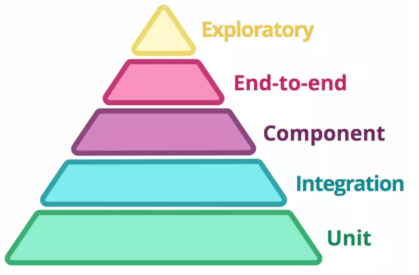 Exploratory
End-to-end
Component
Integration
Unit